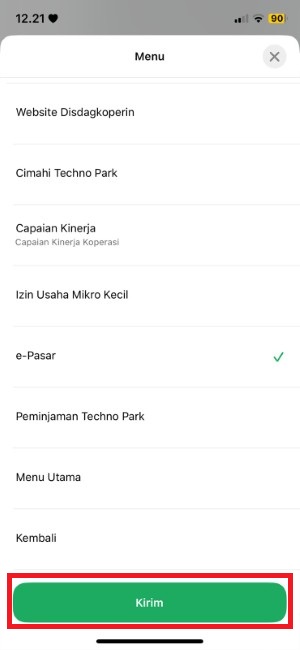 12.21
90
Menu
Website Disdagkoperin
Cimahi Techno Park
Capaian Kinerja
Capaian Kinerja Koperasi
Izin Usaha Mikro Kecil
e-Pasar
Peminjaman Techno Park
Menu Utama
Kembali
Kirim